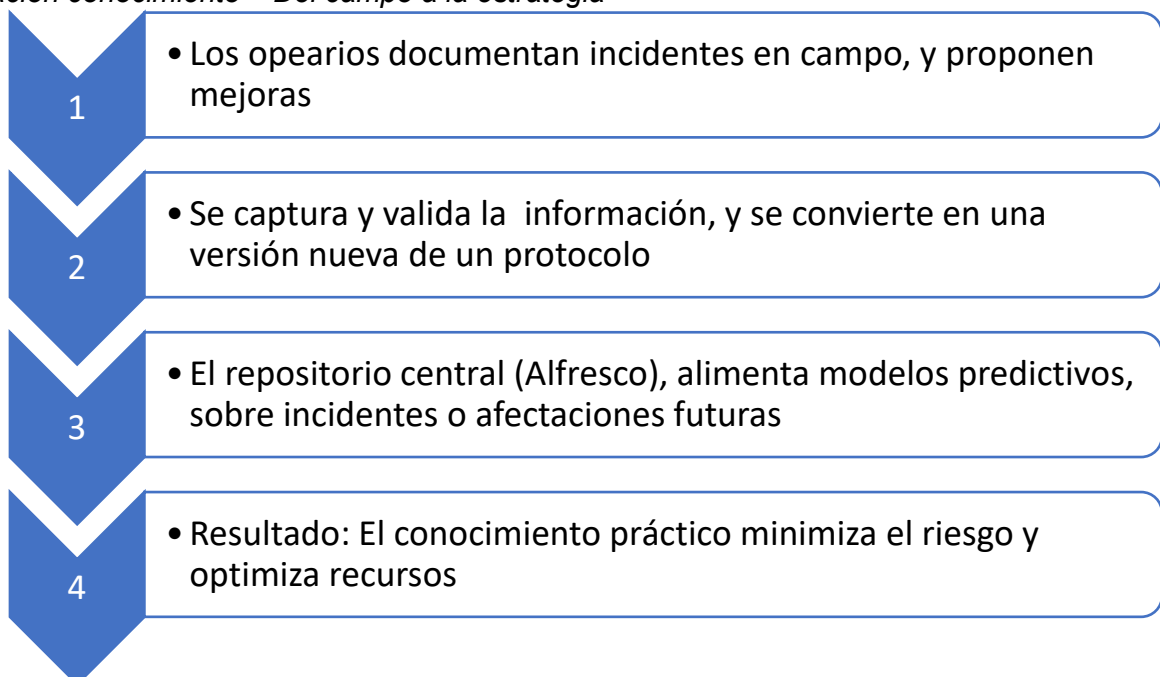 conocimiento – Del campo a la estrategia
1
• Los opearios documentan incidentes en campo, y proponen
mejoras
2
• Se captura y valida la información, y se convierte en una
versión nueva de un protocolo
3
• El repositorio central (Alfresco), alimenta modelos predictivos,
sobre incidentes o afectaciones futuras
4
• Resultado: El conocimiento práctico minimiza el riesgo y
optimiza recursos